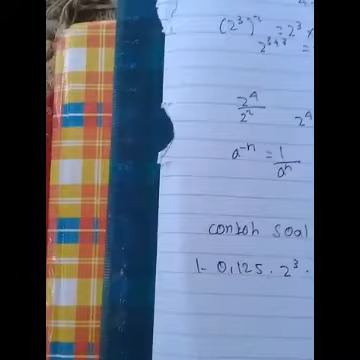 (2³)² = 2³ ×
2³⁺³ =
2⁴/2² 2⁴
a⁻ⁿ = 1/aⁿ
contoh soal
1- 0,125 . 2³ .